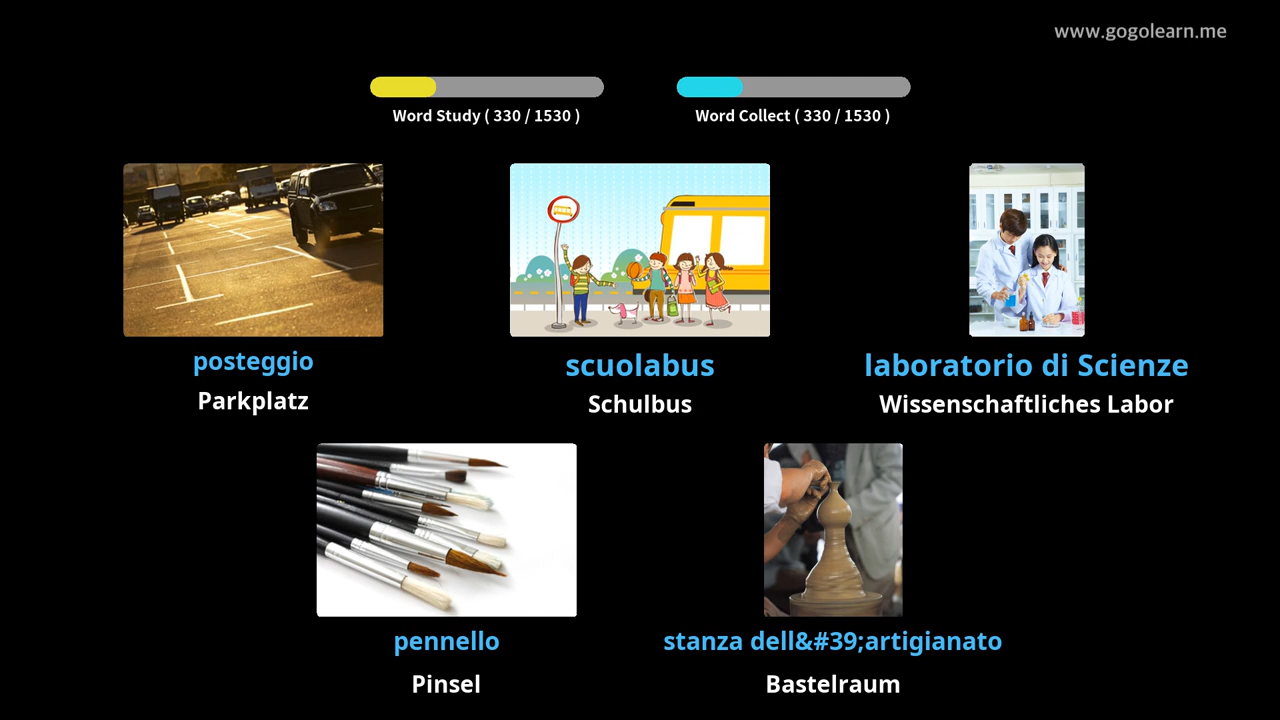 www.gogolearn.me
Word Study ( 330 / 1530 )
Word Collect ( 330 / 1530 )
posteggio
Parkplatz
scuolabus
Schulbus
laboratorio di Scienze
Wissenschaftliches Labor
pennello
Pinsel
stanza dell&#39;artigianato
Bastelraum